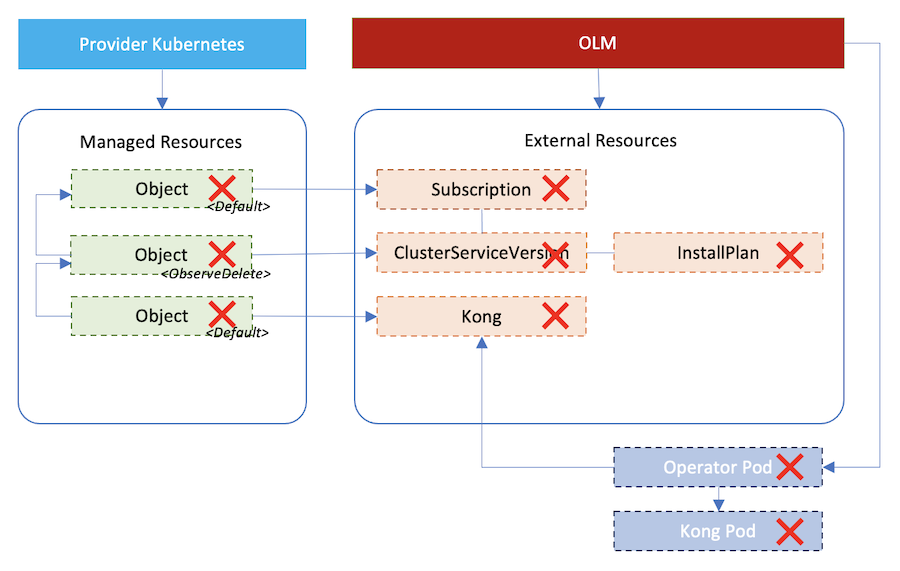 Provider Kubernetes
OLM
Managed Resources
External Resources
Object
<Default>
Subscription
Object
<ObserveDelete>
ClusterServiceVersion
InstallPlan
Object
<Default>
Kong
Operator Pod
Kong Pod